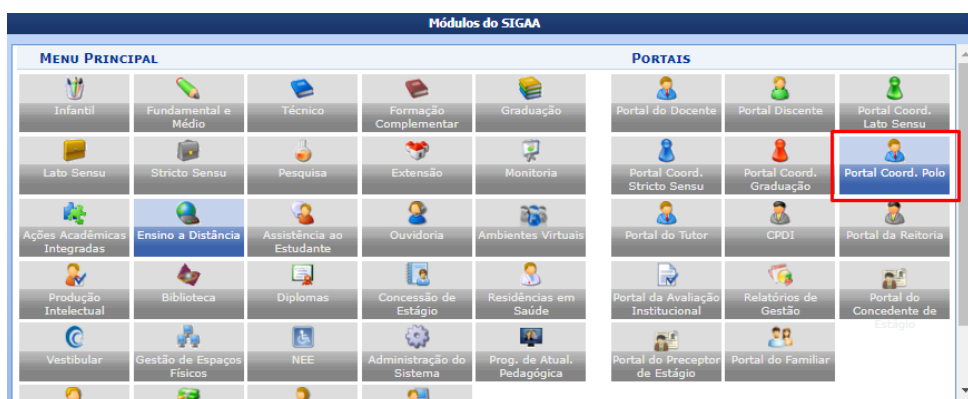 Módulos do SIGAA
MENU PRINCIPAL
PORTAIS
Infantil
Fundamental e
Médio
Técnico
Formação
Complementar
Graduação
Portal do Docente
Portal Discente
Portal Coord.
Lato Sensu
Lato Sensu
Stricto Sensu
Pesquisa
Extensão
Monitoria
Portal Coord.
Stricto Sensu
Portal Coord.
Graduação
Portal Coord. Polo
Ações Acadêmicas
Integradas
Ensino a Distância
Assistência ao
Estudante
Ouvidoria
Ambientes Virtuais
Portal do Tutor
CPDI
Portal da Reitoria
Produção
Intelectual
Biblioteca
Diplomas
Concessão de
Estágio
Residências em
Saúde
Portal da Avaliação
Institucional
Relatórios de
Gestão
Portal do
Concedente de
Estágio
Vestibular
Gestão de Espaços
Físicos
NEE
Administração do
Sistema
Prog. de Atual.
Pedagógica
Portal do Preceptor
de Estágio
Portal do Familiar